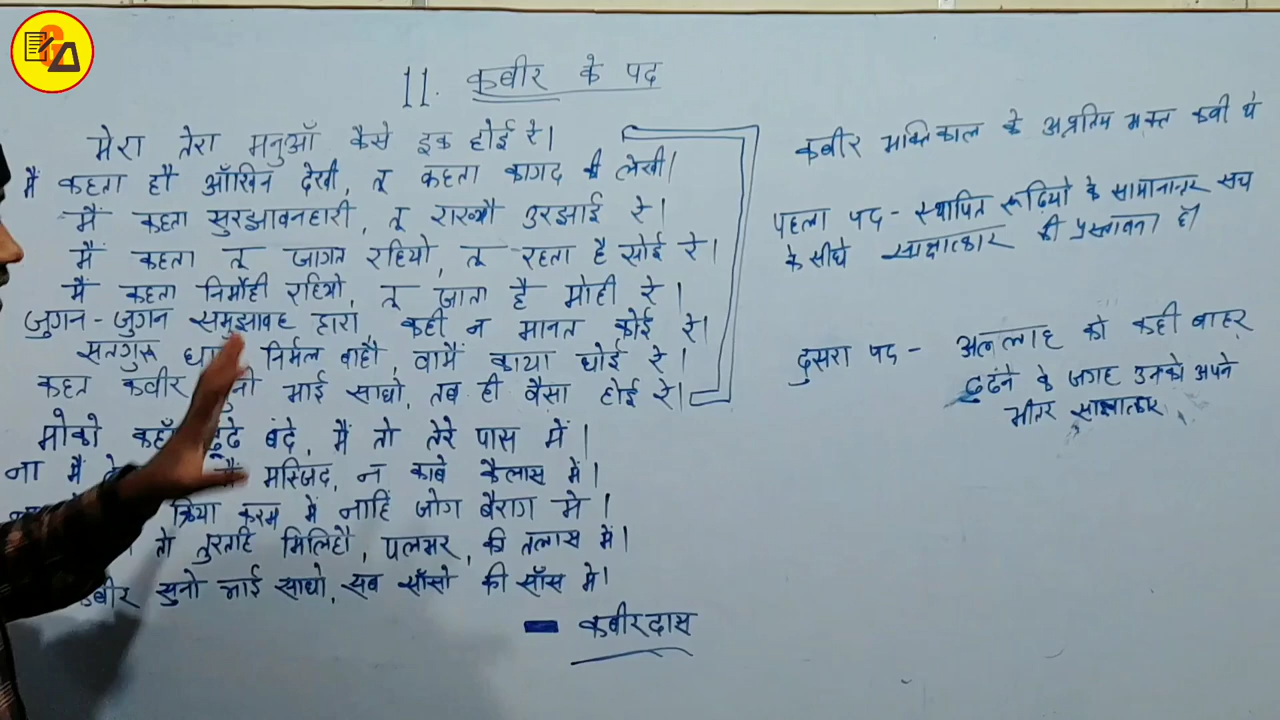 11. कबीर के पद
मेरा तेरा मनुआँ कैसे इक होई रे।
मैं कहता हौ आँखिन देखी, तू कहता कागद की लेखी।
मैं कहता सुरझावनहारी, तू राख्यौ उरझाई रे।
मैं कहता तू जागत रहियो, तू रहता है सोई रे।
मैं कहता निर्मोही रहियो, तू जाता है मोही रे।
जुगन-जुगन समुझावह हारा, कही न मानत कोई रे।
सतगुरू निर्मल वाहौ, वामैं काया धोई रे।
कहत कबीर भाई साधो, तब ही वैसा होई रे।
मोको कहाँ ढूंढे बंदे, मैं तो तेरे पास में।
ना मैं मस्जिद, न काबे कैलास में।
क्रिया करम में नाहिं जोग बैराग मे।
तो तुरतहि मिलिहौ, पलभर, की तलास में।
कबीर सुनो भाई साधो, सब साँसो की साँस मे।
- कबीरदास
कबीर भक्तिकाल के अप्रतिम भक्त कवी थे
पहला पद - स्थापित रूढ़ियो के सामानान्तर सच
के सीधे साक्षात्कार की प्रस्तावना है।
दुसरा पद - अल्लाह को कही बाहर
ढुढंने के जगह उनको अपने
भीतर साक्षात्कार